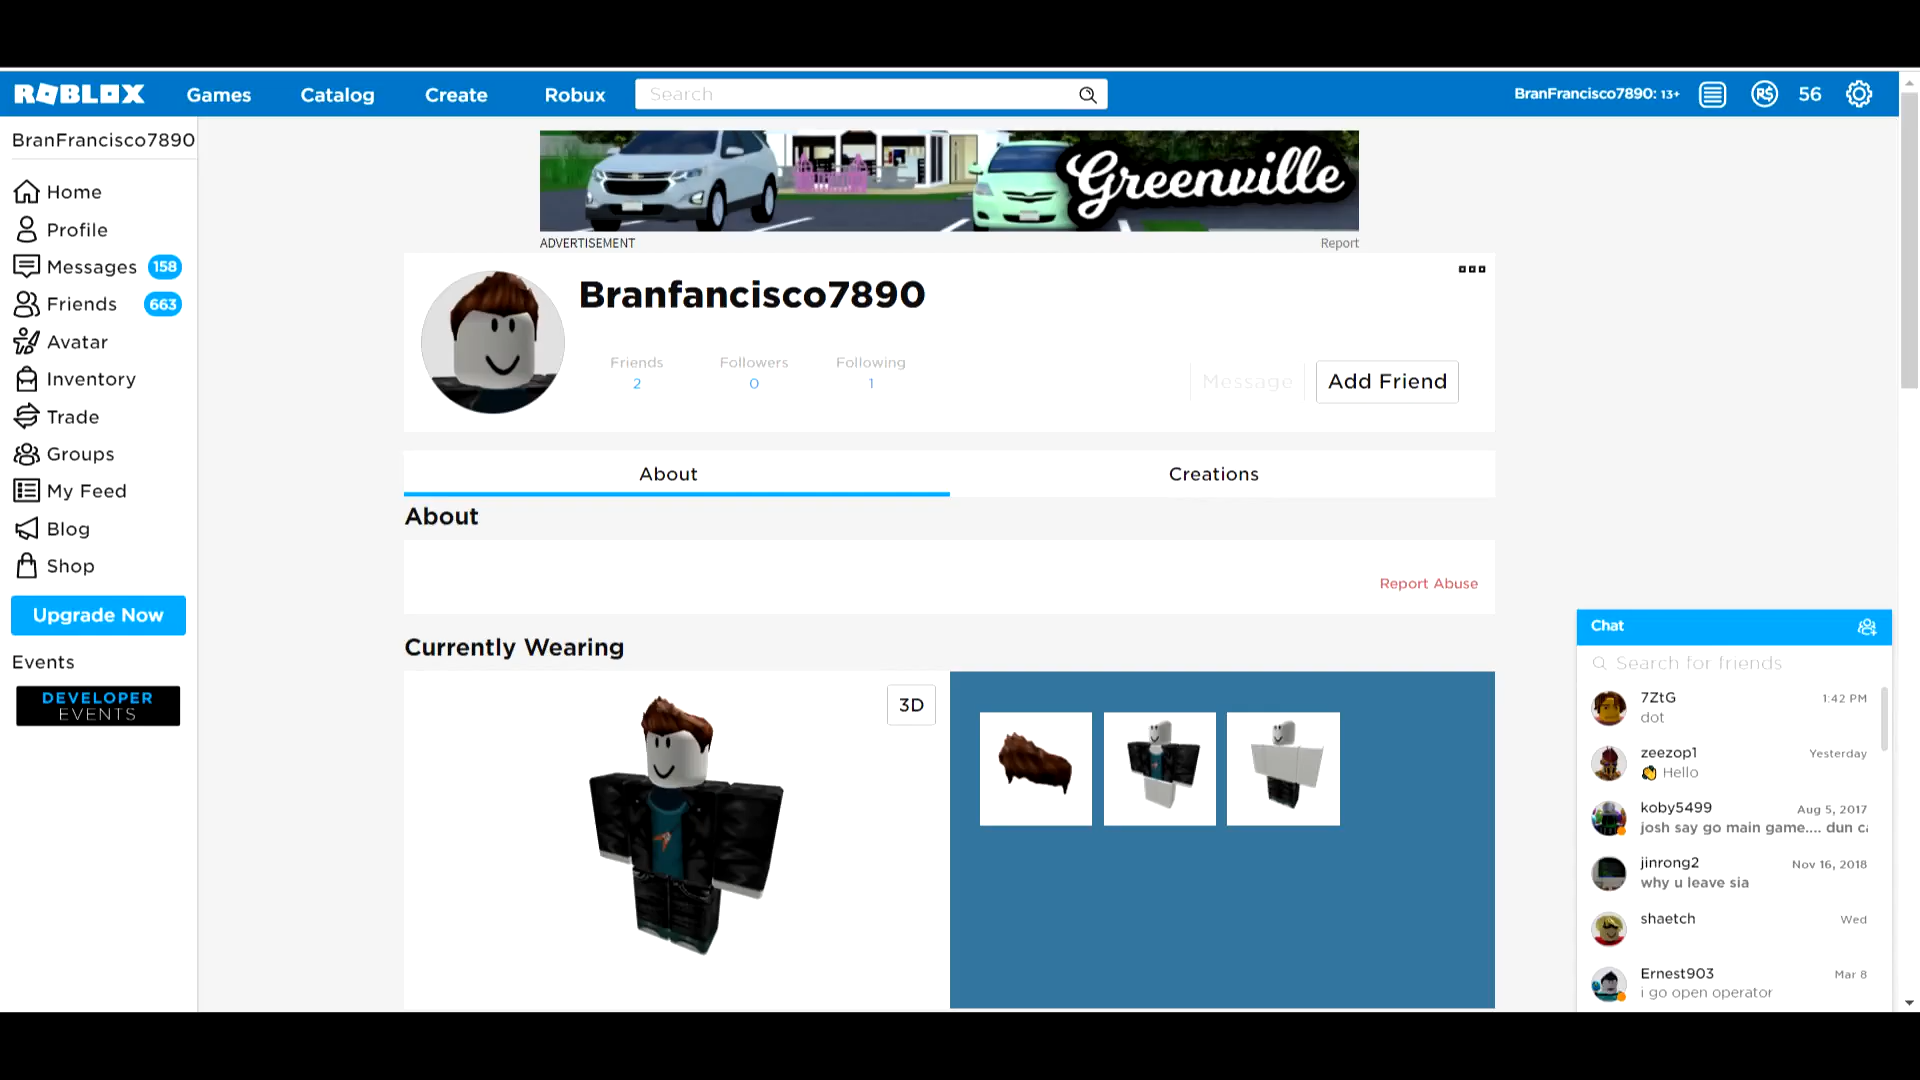 ROBLOX
Games
Catalog
Create
Robux
Search
BranFrancisco7890: 13+
R$
56
BranFrancisco7890
Home
Profile
Messages 158
Friends 663
Avatar
Inventory
Trade
Groups
My Feed
Blog
Shop
Upgrade Now
Events
DEVELOPER
EVENTS
Greenville
ADVERTISEMENT
Report
Branfancisco7890
Friends
Followers
Following
2
0
1
Message
Add Friend
About
Creations
About
Report Abuse
Currently Wearing
3D
Chat
Search for friends
7ZtG
1:42 PM
dot
zeezop1
Yesterday
👏 Hello
koby5499
Aug 5, 2017
josh say go main game.... dun ca
jinrong2
Nov 16, 2018
why u leave sia
shaetch
Wed
Ernest903
Mar 8
i go open operator